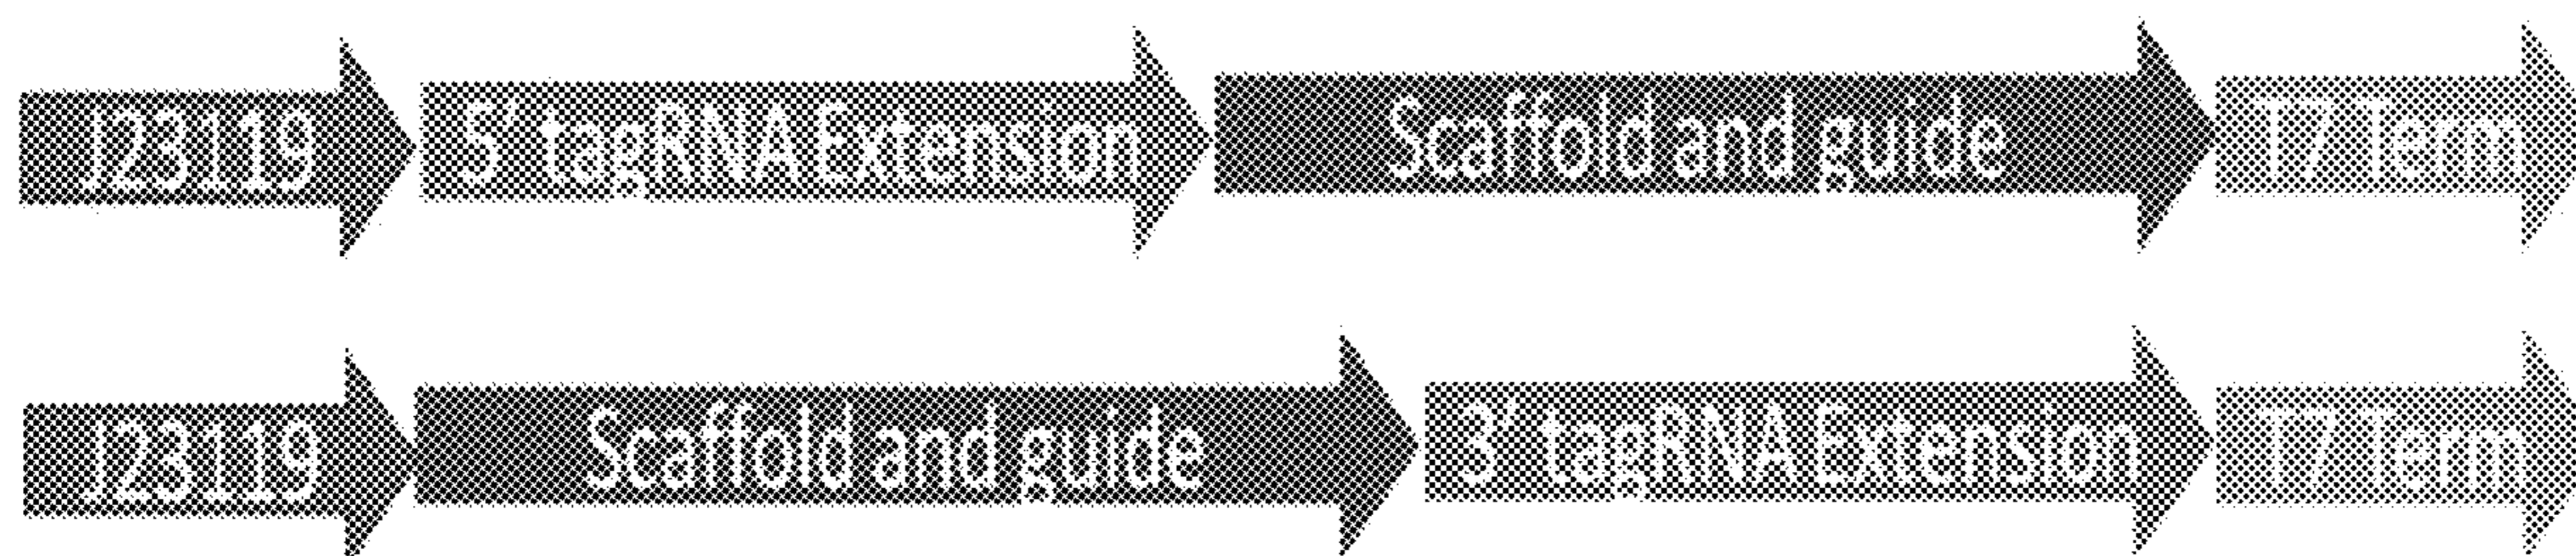 J23119 5' tagRNA Extension Scaffold and guide T7 Term
J23119 Scaffold and guide 3' tagRNA Extension T7 Term